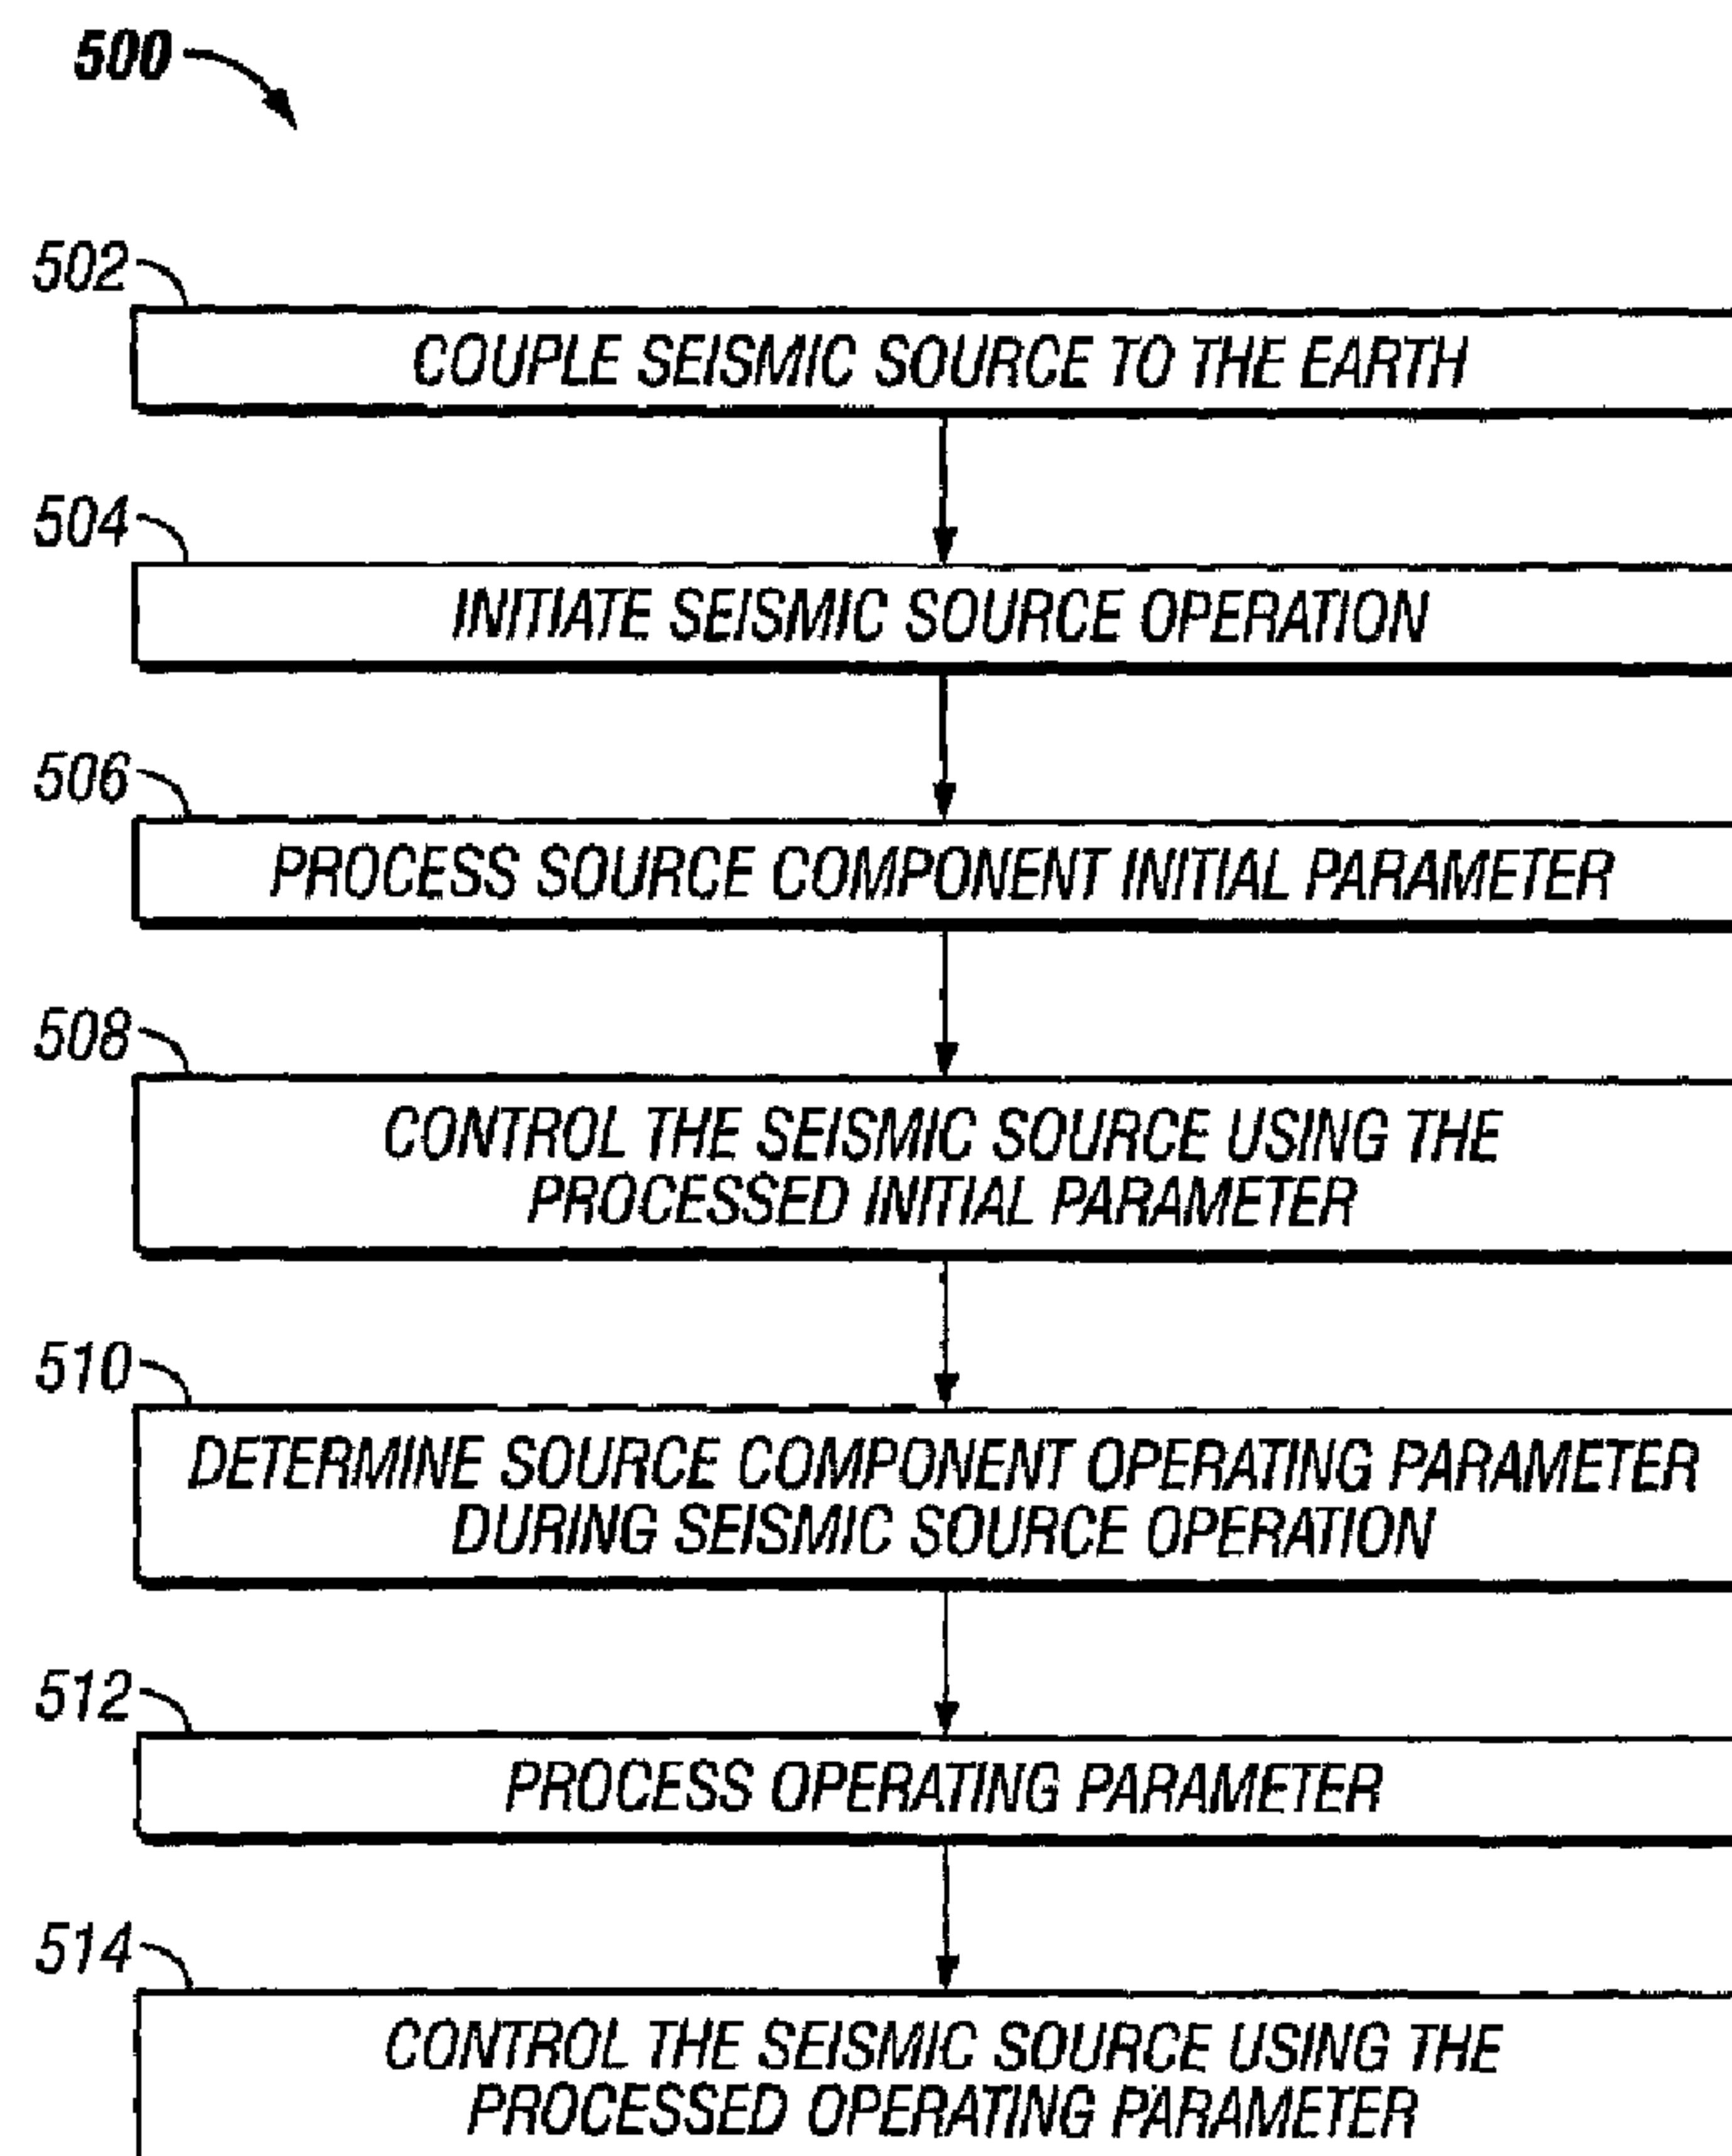 500
502
COUPLE SEISMIC SOURCE TO THE EARTH
504
INITIATE SEISMIC SOURCE OPERATION
506
PROCESS SOURCE COMPONENT INITIAL PARAMETER
508
CONTROL THE SEISMIC SOURCE USING THE
PROCESSED INITIAL PARAMETER
510
DETERMINE SOURCE COMPONENT OPERATING PARAMETER
DURING SEISMIC SOURCE OPERATION
512
PROCESS OPERATING PARAMETER
514
CONTROL THE SEISMIC SOURCE USING THE
PROCESSED OPERATING PARAMETER